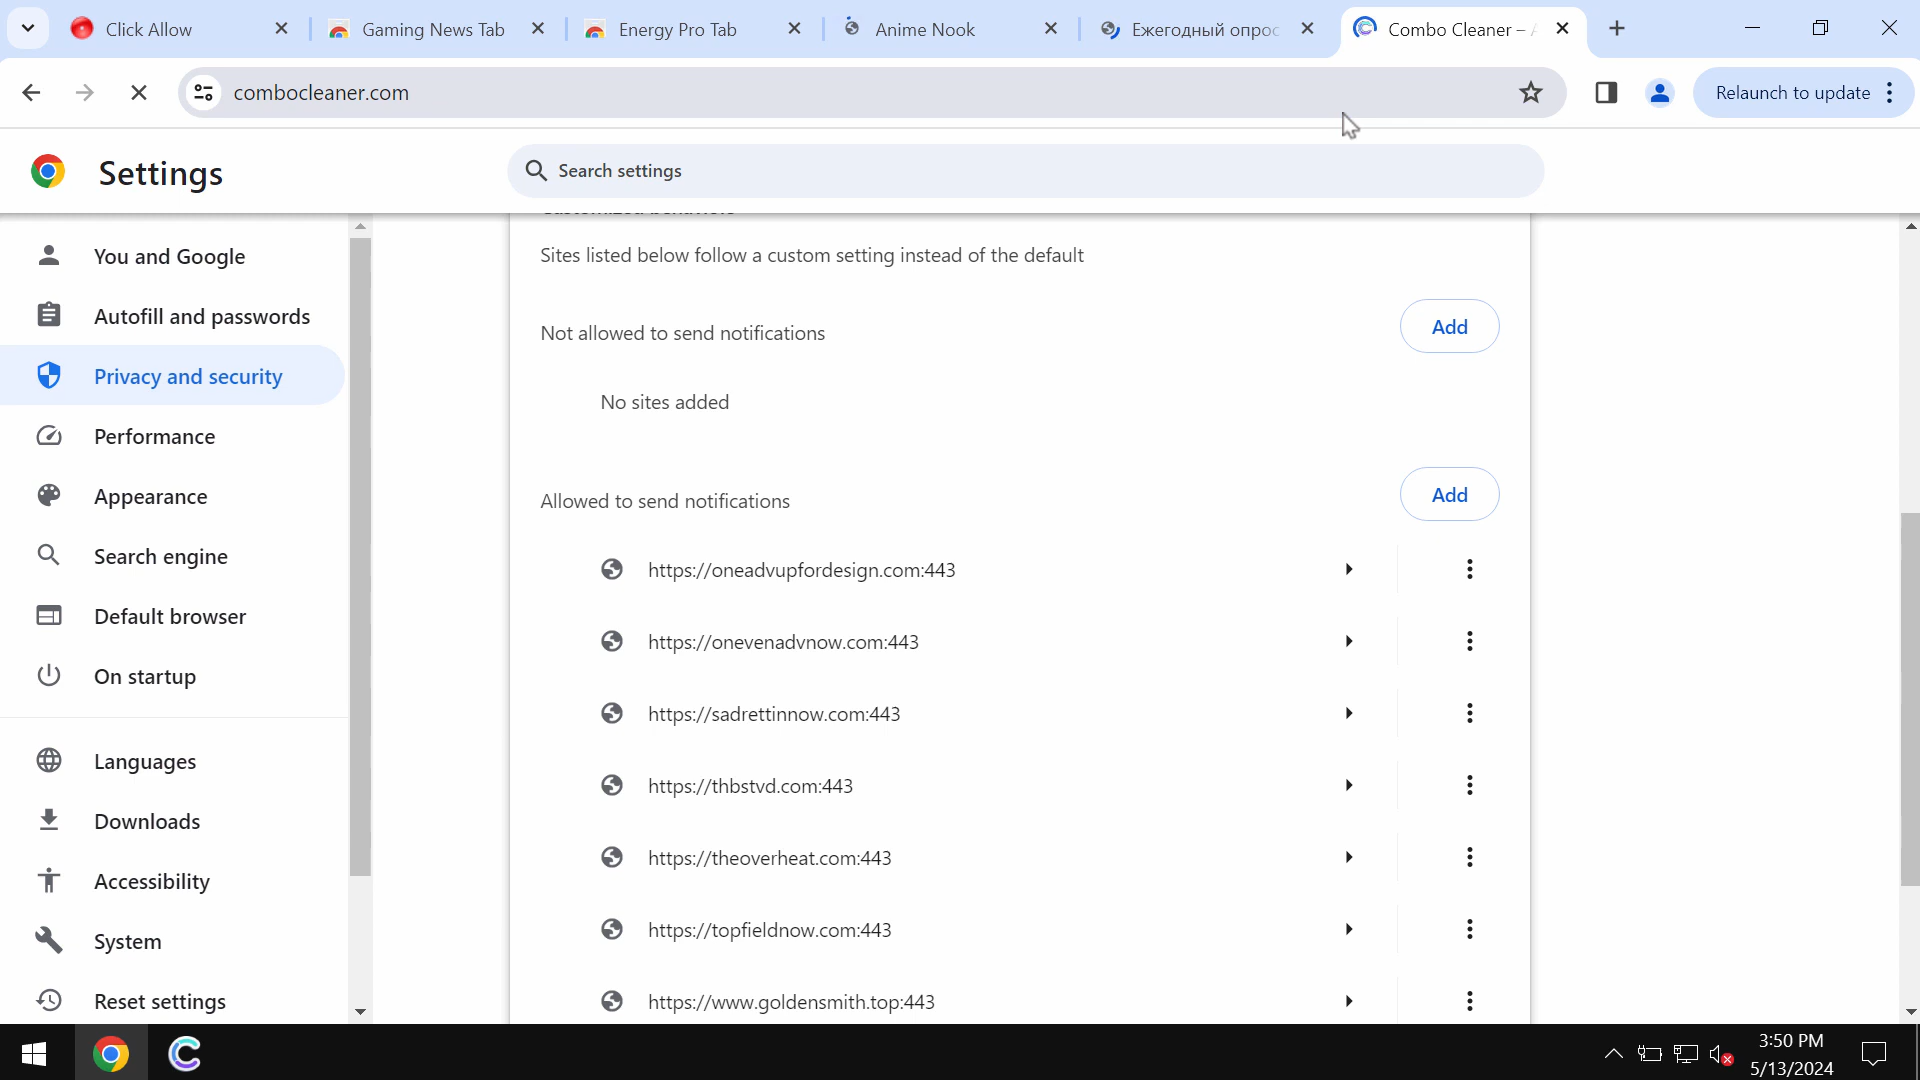 Click Allow
Gaming News Tab
Energy Pro Tab
Anime Nook
Ежегодный опрос
Combo Cleaner –
combocleaner.com
Relaunch to update
Settings
Search settings
You and Google
Autofill and passwords
Privacy and security
Performance
Appearance
Search engine
Default browser
On startup
Languages
Downloads
Accessibility
System
Reset settings
Sites listed below follow a custom setting instead of the default
Not allowed to send notifications
Add
No sites added
Allowed to send notifications
Add
https://oneadvupfordesign.com:443
https://onevenadvnow.com:443
https://sadrettinnow.com:443
https://thbstvd.com:443
https://theoverheat.com:443
https://topfieldnow.com:443
https://www.goldensmith.top:443
3:50 PM
5/13/2024